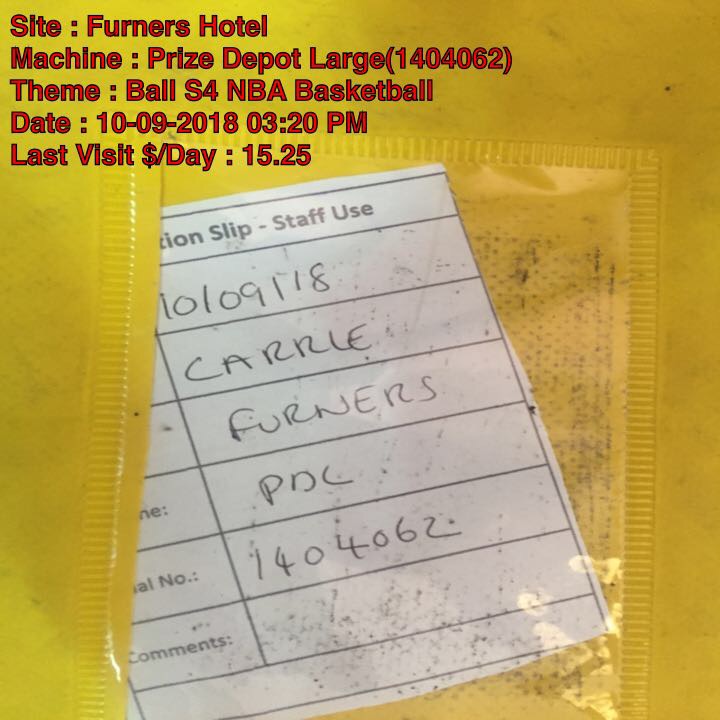 Site : Furners Hotel
Machine : Prize Depot Large(1404062)
Theme : Ball S4 NBA Basketball
Date : 10-09-2018 03:20 PM
Last Visit $/Day : 15.25
tion Slip - Staff Use
10/09/18
CARRIE
FURNERS
ne: PDL
al No.: 1404062
Comments: